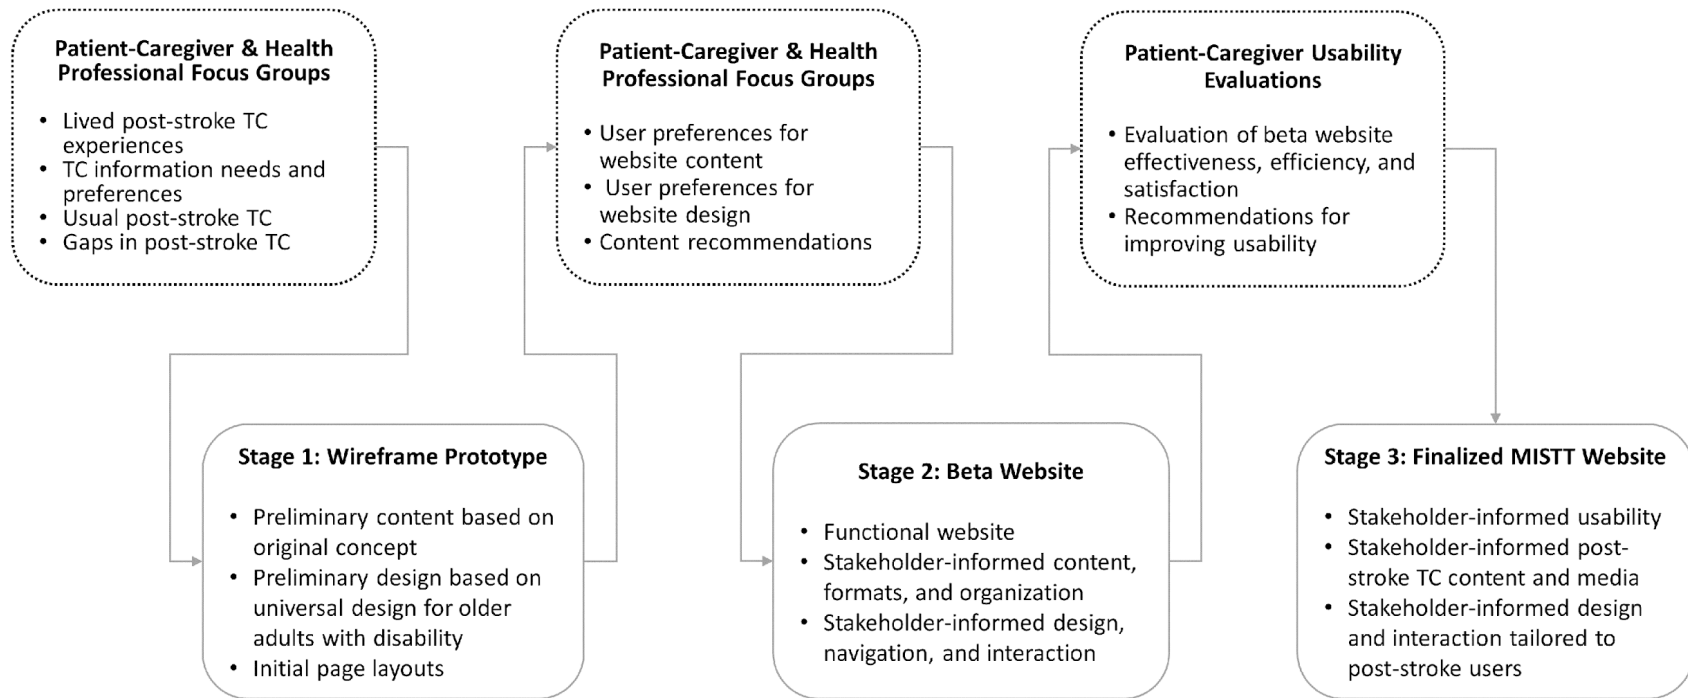 Patient-Caregiver & Health
Professional Focus Groups
• Lived post-stroke TC
experiences
• TC information needs and
preferences
• Usual post-stroke TC
• Gaps in post-stroke TC
Stage 1: Wireframe Prototype
• Preliminary content based on
original concept
• Preliminary design based on
universal design for older
adults with disability
• Initial page layouts
Patient-Caregiver & Health
Professional Focus Groups
• User preferences for
website content
• User preferences for
website design
• Content recommendations
Stage 2: Beta Website
• Functional website
• Stakeholder-informed content,
formats, and organization
• Stakeholder-informed design,
navigation, and interaction
Patient-Caregiver Usability
Evaluations
• Evaluation of beta website
effectiveness, efficiency, and
satisfaction
• Recommendations for
improving usability
Stage 3: Finalized MISTT Website
• Stakeholder-informed usability
• Stakeholder-informed post-
stroke TC content and media
• Stakeholder-informed design
and interaction tailored to
post-stroke users